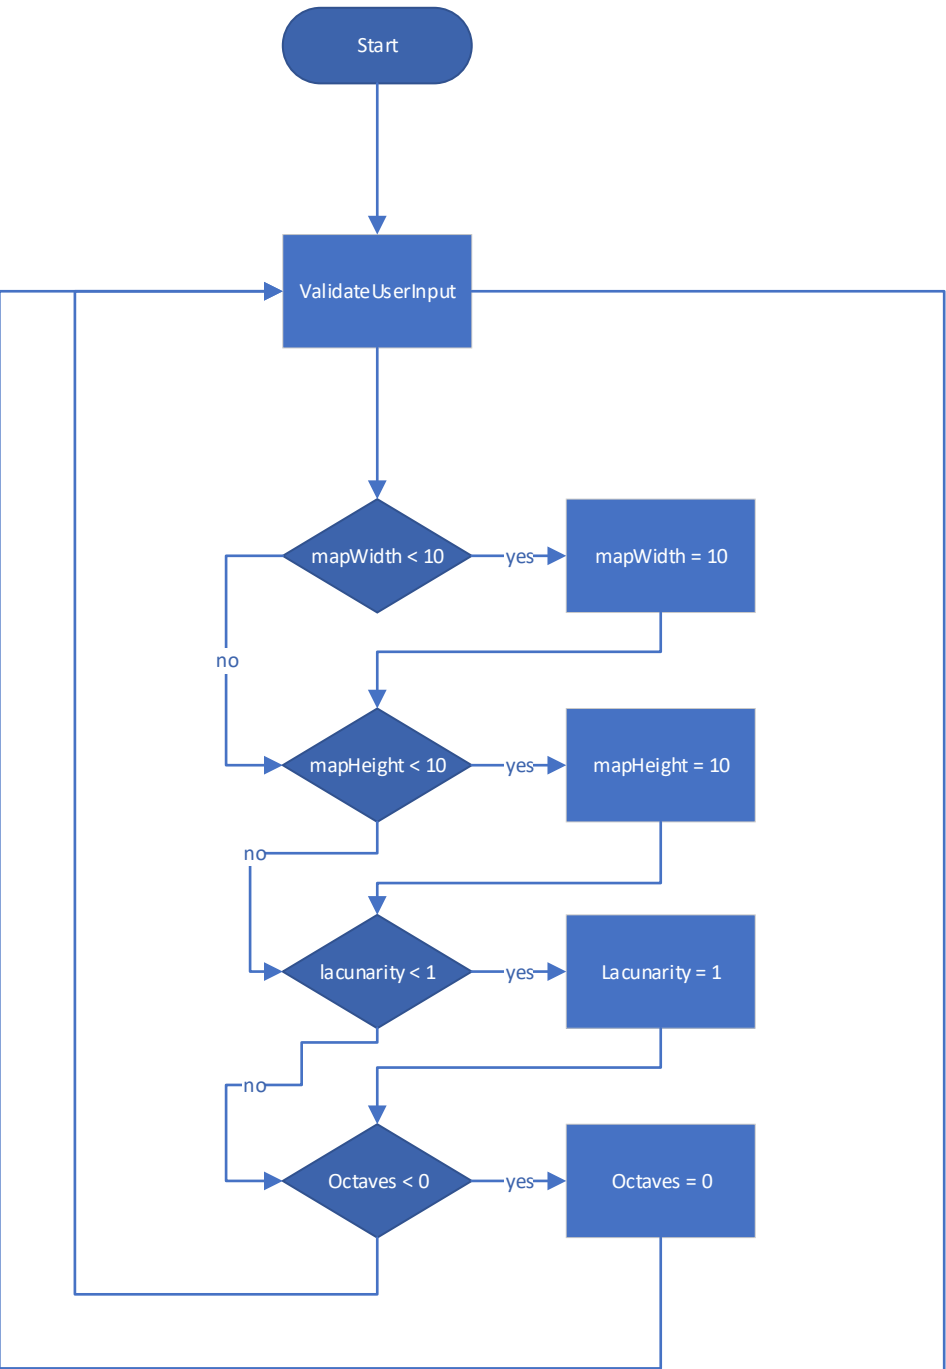 Start
ValidateUserInput
mapWidth < 10
yes
mapWidth = 10
no
mapHeight < 10
yes
mapHeight = 10
no
lacunarity < 1
yes
Lacunarity = 1
no
Octaves < 0
yes
Octaves = 0